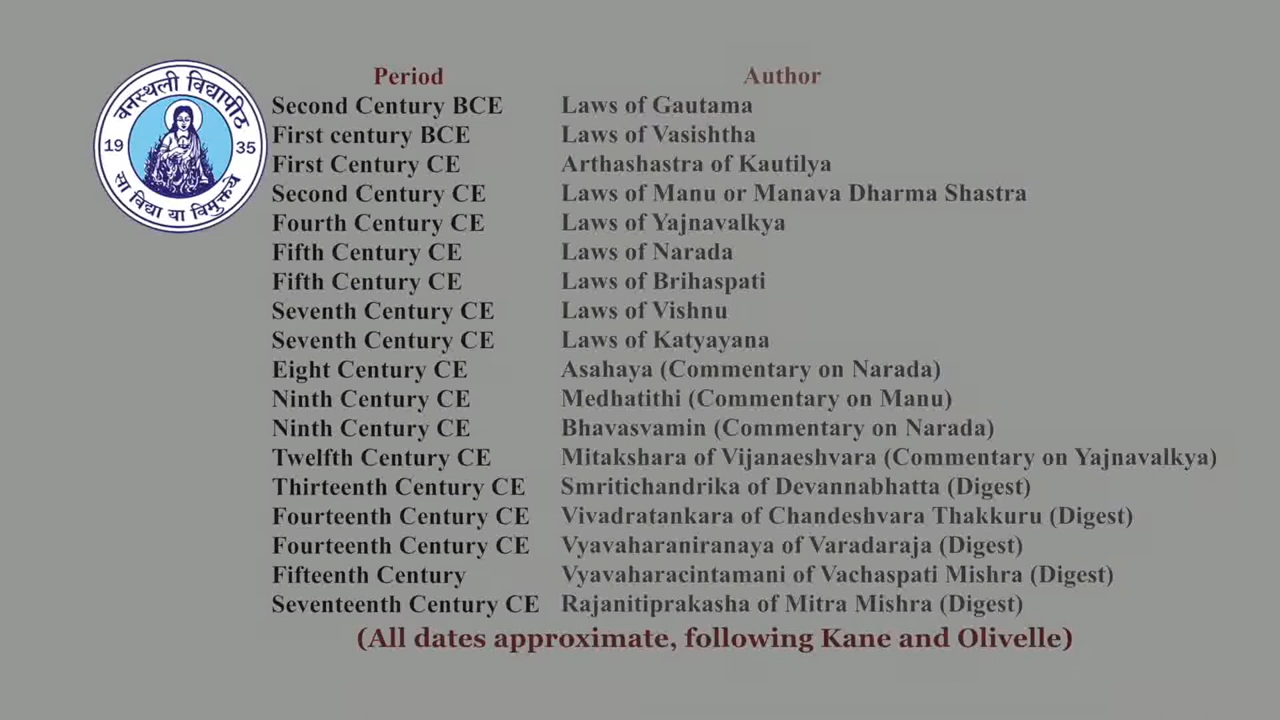 वनस्थली विद्यापीठ
19 35
सा विद्या या विमुक्तये
Period Author
Second Century BCE Laws of Gautama
First century BCE Laws of Vasishtha
First Century CE Arthashastra of Kautilya
Second Century CE Laws of Manu or Manava Dharma Shastra
Fourth Century CE Laws of Yajnavalkya
Fifth Century CE Laws of Narada
Fifth Century CE Laws of Brihaspati
Seventh Century CE Laws of Vishnu
Seventh Century CE Laws of Katyayana
Eight Century CE Asahaya (Commentary on Narada)
Ninth Century CE Medhatithi (Commentary on Manu)
Ninth Century CE Bhavasvamin (Commentary on Narada)
Twelfth Century CE Mitakshara of Vijanaeshvara (Commentary on Yajnavalkya)
Thirteenth Century CE Smritichandrika of Devannabhatta (Digest)
Fourteenth Century CE Vivadratankara of Chandeshvara Thakkuru (Digest)
Fourteenth Century CE Vyavaharaniranaya of Varadaraja (Digest)
Fifteenth Century Vyavaharacintamani of Vachaspati Mishra (Digest)
Seventeenth Century CE Rajanitiprakasha of Mitra Mishra (Digest)
(All dates approximate, following Kane and Olivelle)